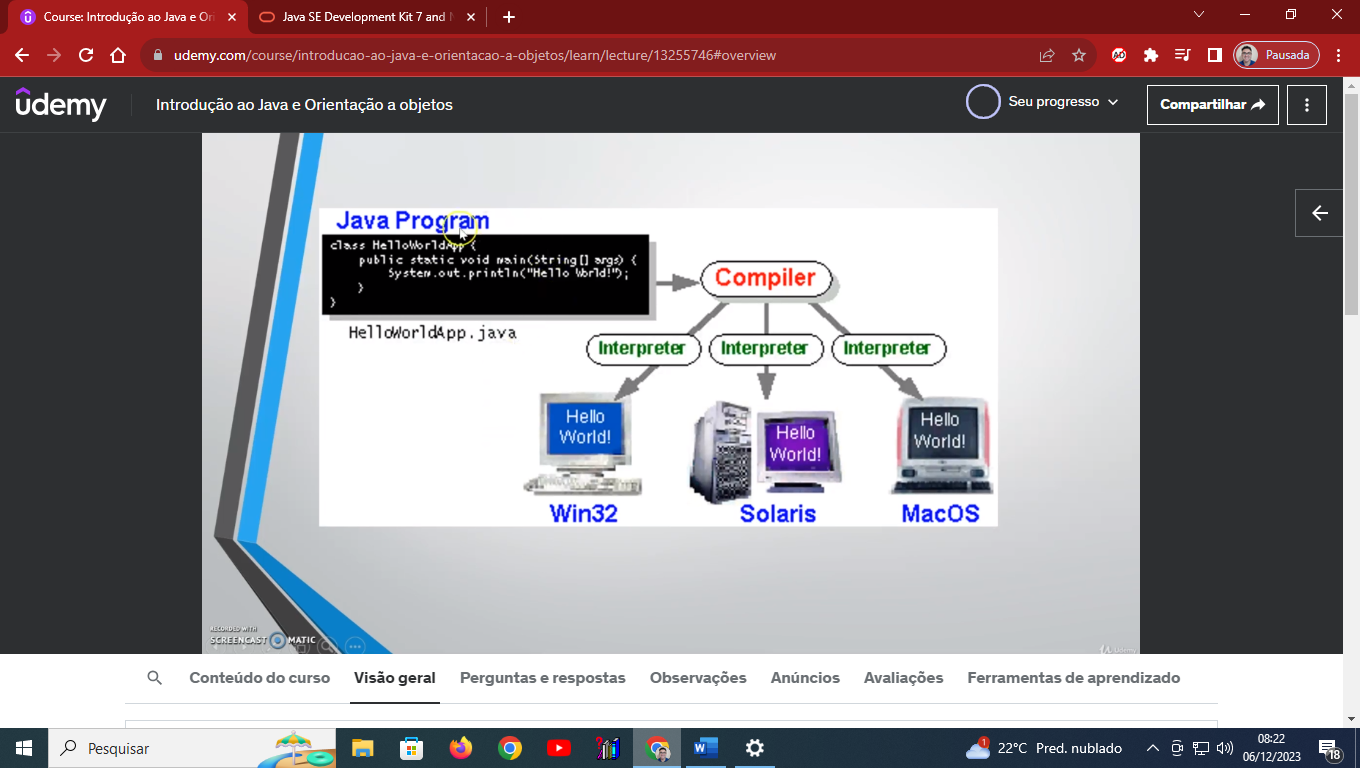 Course: Introdução ao Java e Ori
Java SE Development Kit 7 and
udemy.com/course/introducao-ao-java-e-orientacao-a-objetos/learn/lecture/13255746#overview
Pausada
udemy
Introdução ao Java e Orientação a objetos
Seu progresso
Compartilhar
Java Program
class HelloWorldApp {
public static void main(String[] args) {
System.out.println("Hello World!");
}
}
HelloWorldApp.java
Compiler
Interpreter
Interpreter
Interpreter
Hello
World!
Hello
World!
Hello
World!
Win32
Solaris
MacOS
RECORDED WITH
SCREENCAST MATIC
Udemy
Conteúdo do curso
Visão geral
Perguntas e respostas
Observações
Anúncios
Avaliações
Ferramentas de aprendizado
Pesquisar
1
22°C Pred. nublado
08:22
06/12/2023
18